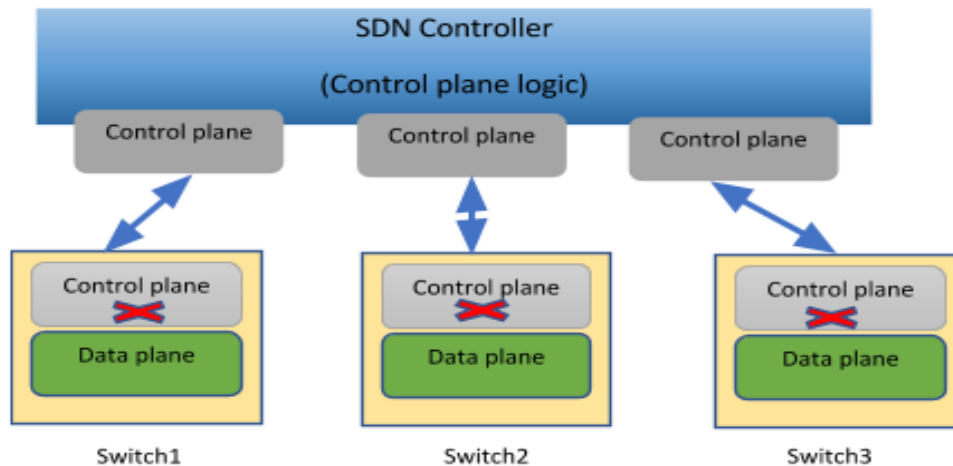 SDN Controller
(Control plane logic)
Control plane
Control plane
Control plane
Control plane
Data plane
Switch1
Control plane
Data plane
Switch2
Control plane
Data plane
Switch3